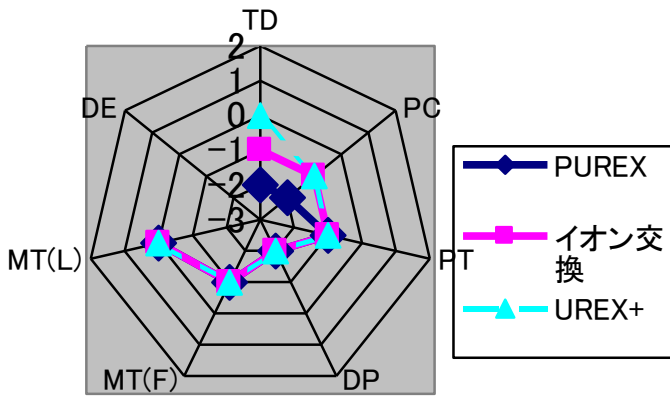 TD
2
1
0
-1
-2
-3
DE
PC
MT(L)
PT
MT(F)
DP
PUREX
イオン交
換
UREX+